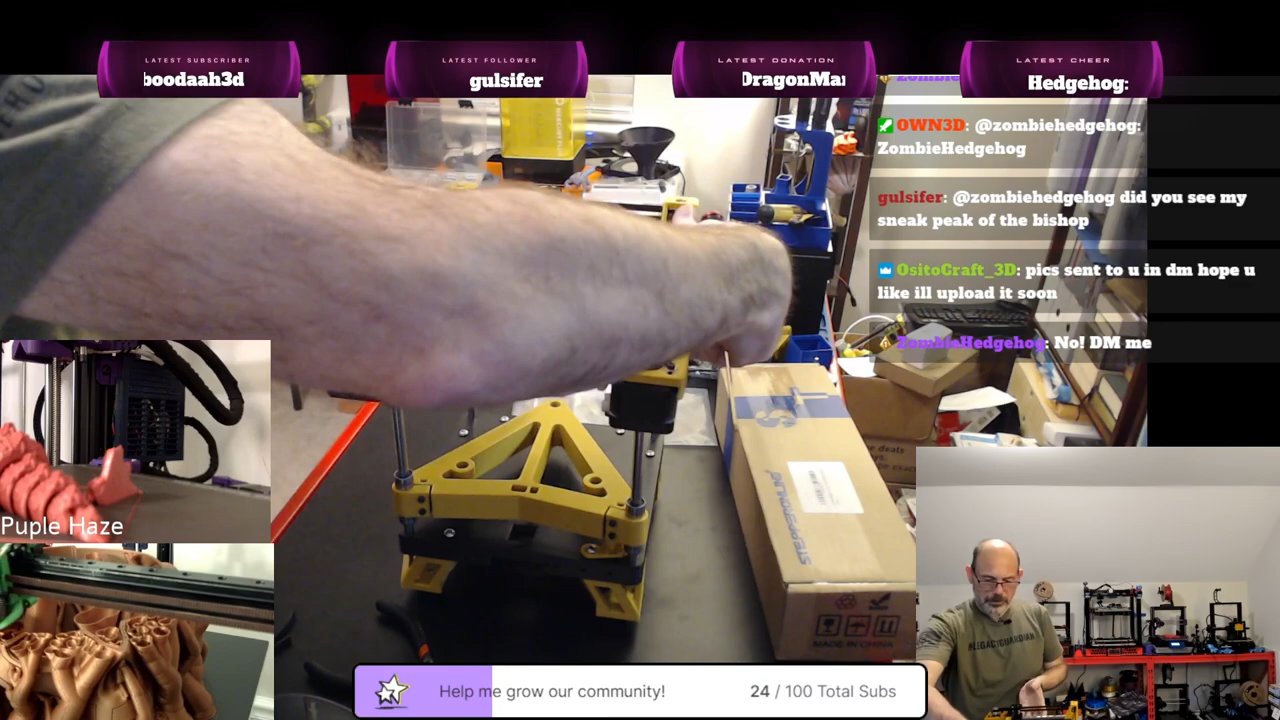 LATEST SUBSCRIBER
boodaah3d
LATEST FOLLOWER
gulsifer
LATEST DONATION
DragonMa
LATEST CHEER
Hedgehog:
OWN3D: @zombiehedgehog:
ZombieHedgehog
gulsifer: @zombiehedgehog did you see my
sneak peak of the bishop
OsitoCraft_3D: pics sent to u in dm hope u
like ill upload it soon
ZombieHedgehog: No! DM me
Puple Haze
#LEGACYGUARDIAN
MADE IN CHINA
Help me grow our community!
24 / 100 Total Subs